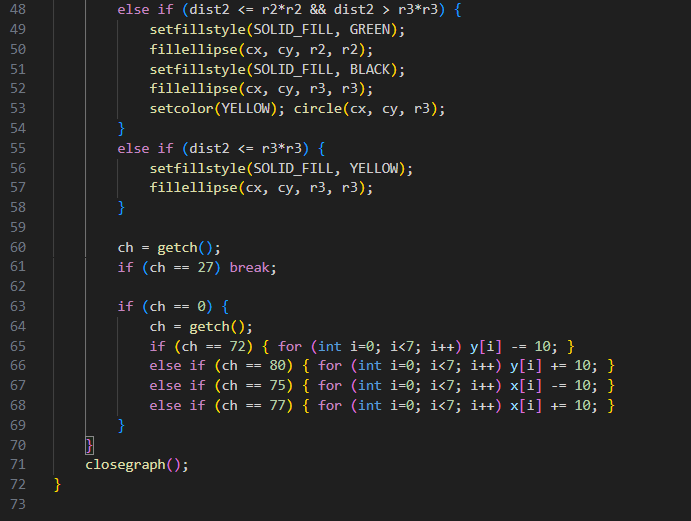 48 else if (dist2 <= r2*r2 && dist2 > r3*r3) {
49 setfillstyle(SOLID_FILL, GREEN);
50 fillellipse(cx, cy, r2, r2);
51 setfillstyle(SOLID_FILL, BLACK);
52 fillellipse(cx, cy, r3, r3);
53 setcolor(YELLOW); circle(cx, cy, r3);
54 }
55 else if (dist2 <= r3*r3) {
56 setfillstyle(SOLID_FILL, YELLOW);
57 fillellipse(cx, cy, r3, r3);
58 }
59
60 ch = getch();
61 if (ch == 27) break;
62
63 if (ch == 0) {
64 ch = getch();
65 if (ch == 72) { for (int i=0; i<7; i++) y[i] -= 10; }
66 else if (ch == 80) { for (int i=0; i<7; i++) y[i] += 10; }
67 else if (ch == 75) { for (int i=0; i<7; i++) x[i] -= 10; }
68 else if (ch == 77) { for (int i=0; i<7; i++) x[i] += 10; }
69 }
70 }
71 closegraph();
72 }
73